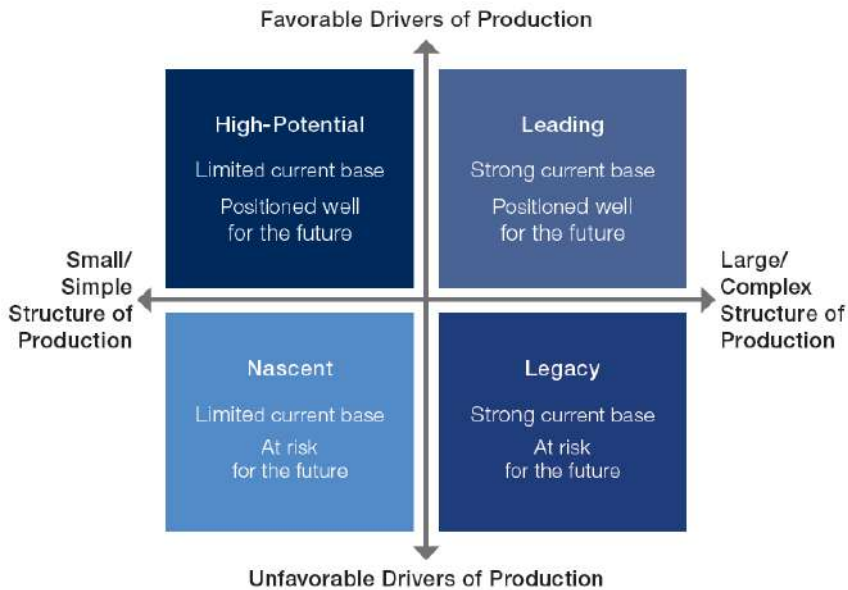 Favorable Drivers of Production
High-Potential
Limited current base
Positioned well
for the future
Leading
Strong current base
Positioned well
for the future
Small/
Simple
Structure of
Production
Large/
Complex
Structure of
Production
Nascent
Limited current base
At risk
for the future
Legacy
Strong current base
At risk
for the future
Unfavorable Drivers of Production